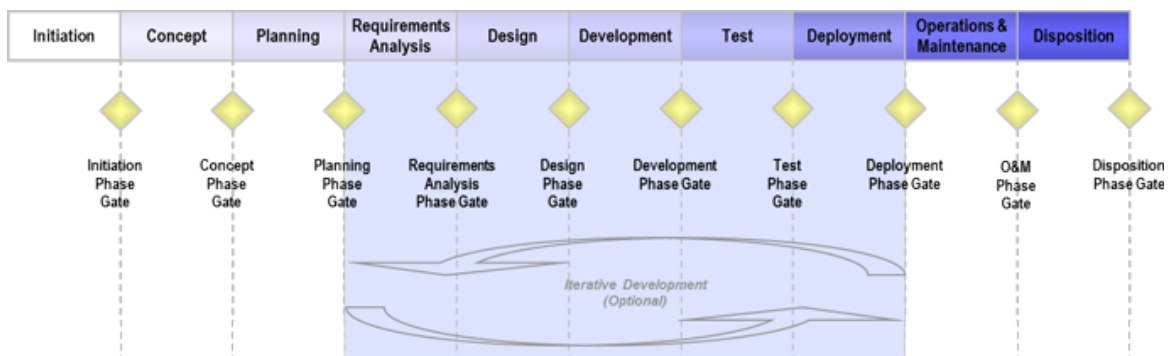 Initiation
Concept
Planning
Requirements
Analysis
Design
Development
Test
Deployment
Operations &
Maintenance
Disposition
Initiation
Phase
Gate
Concept
Phase
Gate
Planning
Phase
Gate
Requirements
Analysis
Phase Gate
Design
Phase
Gate
Development
Phase Gate
Test
Phase
Gate
Deployment
Phase Gate
O&M
Phase
Gate
Disposition
Phase Gate
Iterative Development
(Optional)